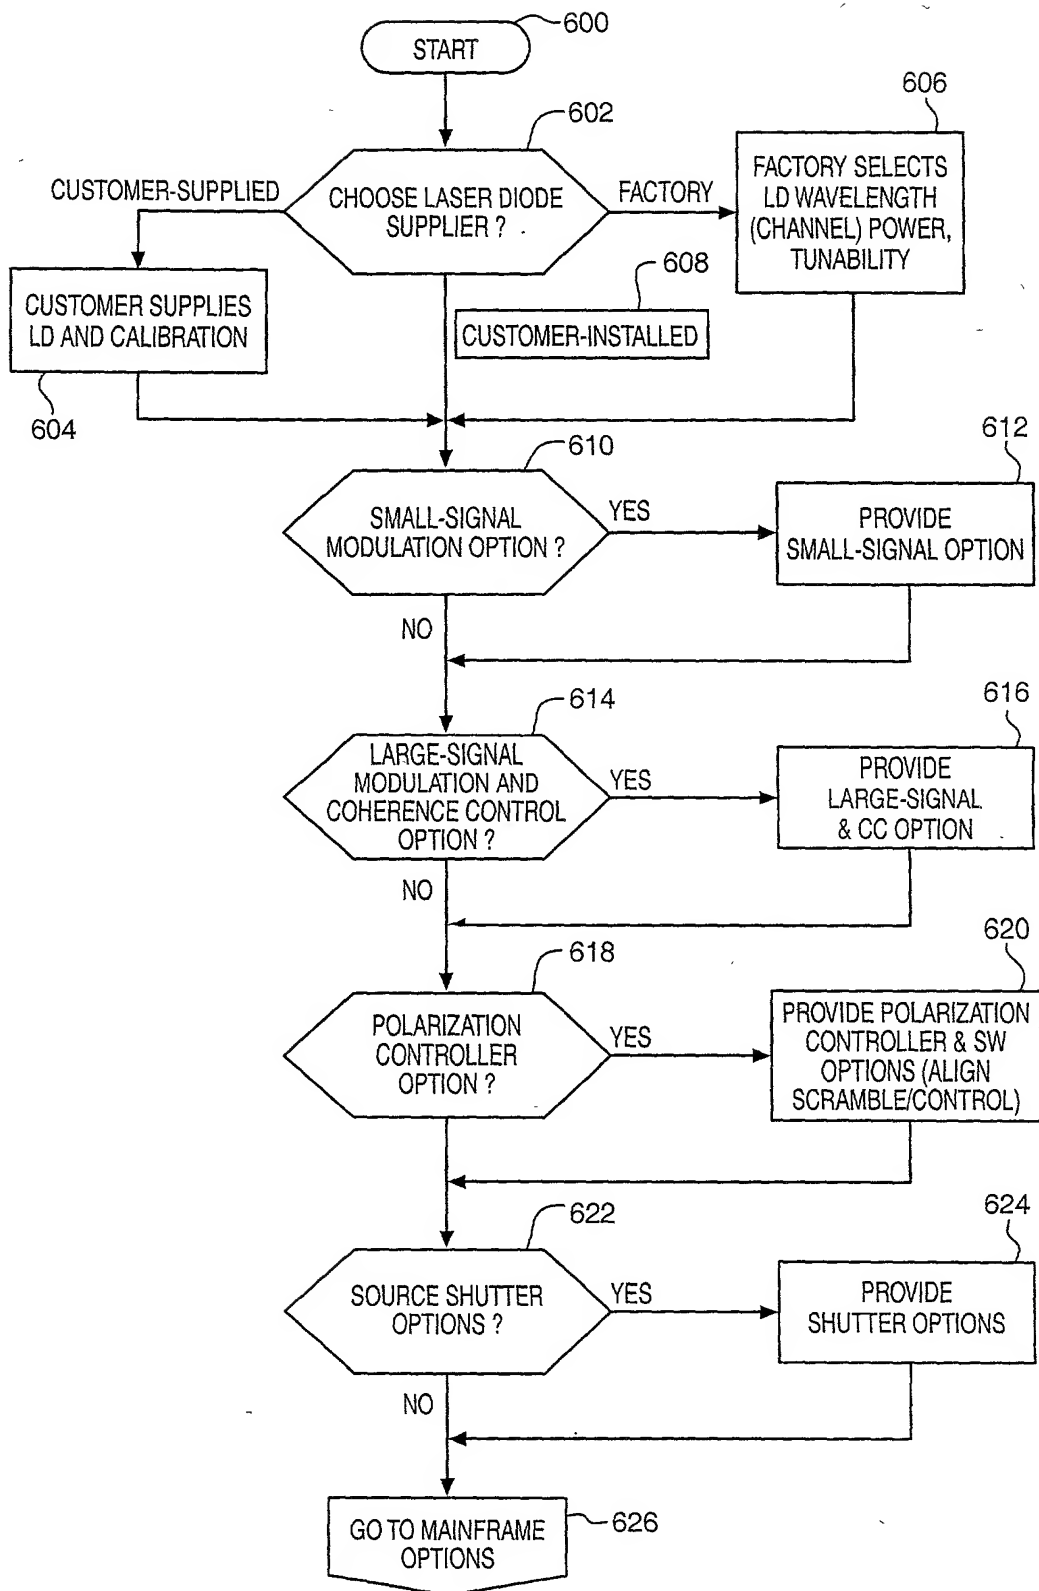 600
START
602
606
CUSTOMER-SUPPLIED
CHOOSE LASER DIODE
SUPPLIER ?
FACTORY
FACTORY SELECTS
LD WAVELENGTH
(CHANNEL) POWER,
TUNABILITY
608
CUSTOMER SUPPLIES
LD AND CALIBRATION
CUSTOMER-INSTALLED
604
610
612
SMALL-SIGNAL
MODULATION OPTION ?
YES
PROVIDE
SMALL-SIGNAL OPTION
NO
614
616
LARGE-SIGNAL
MODULATION AND
COHERENCE CONTROL
OPTION ?
YES
PROVIDE
LARGE-SIGNAL
& CC OPTION
NO
618
620
POLARIZATION
CONTROLLER
OPTION ?
YES
PROVIDE POLARIZATION
CONTROLLER & SW
OPTIONS (ALIGN
SCRAMBLE/CONTROL)
622
624
SOURCE SHUTTER
OPTIONS ?
YES
PROVIDE
SHUTTER OPTIONS
NO
GO TO MAINFRAME
OPTIONS
626